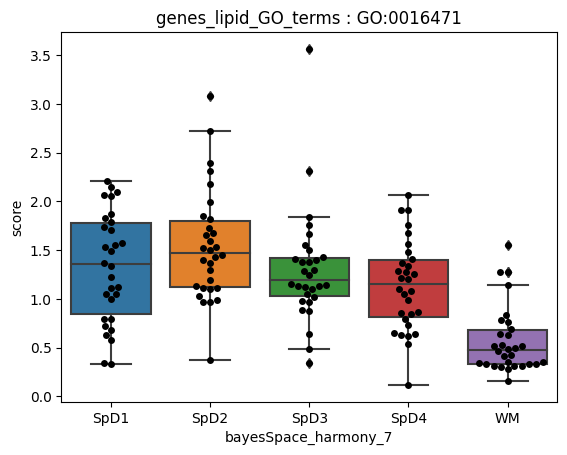 genes_lipid_GO_terms : GO:0016471
3.5
3.0
2.5
2.0
1.5
1.0
0.5
0.0
score
SpD1 SpD2 SpD3 SpD4 WM
bayesSpace_harmony_7